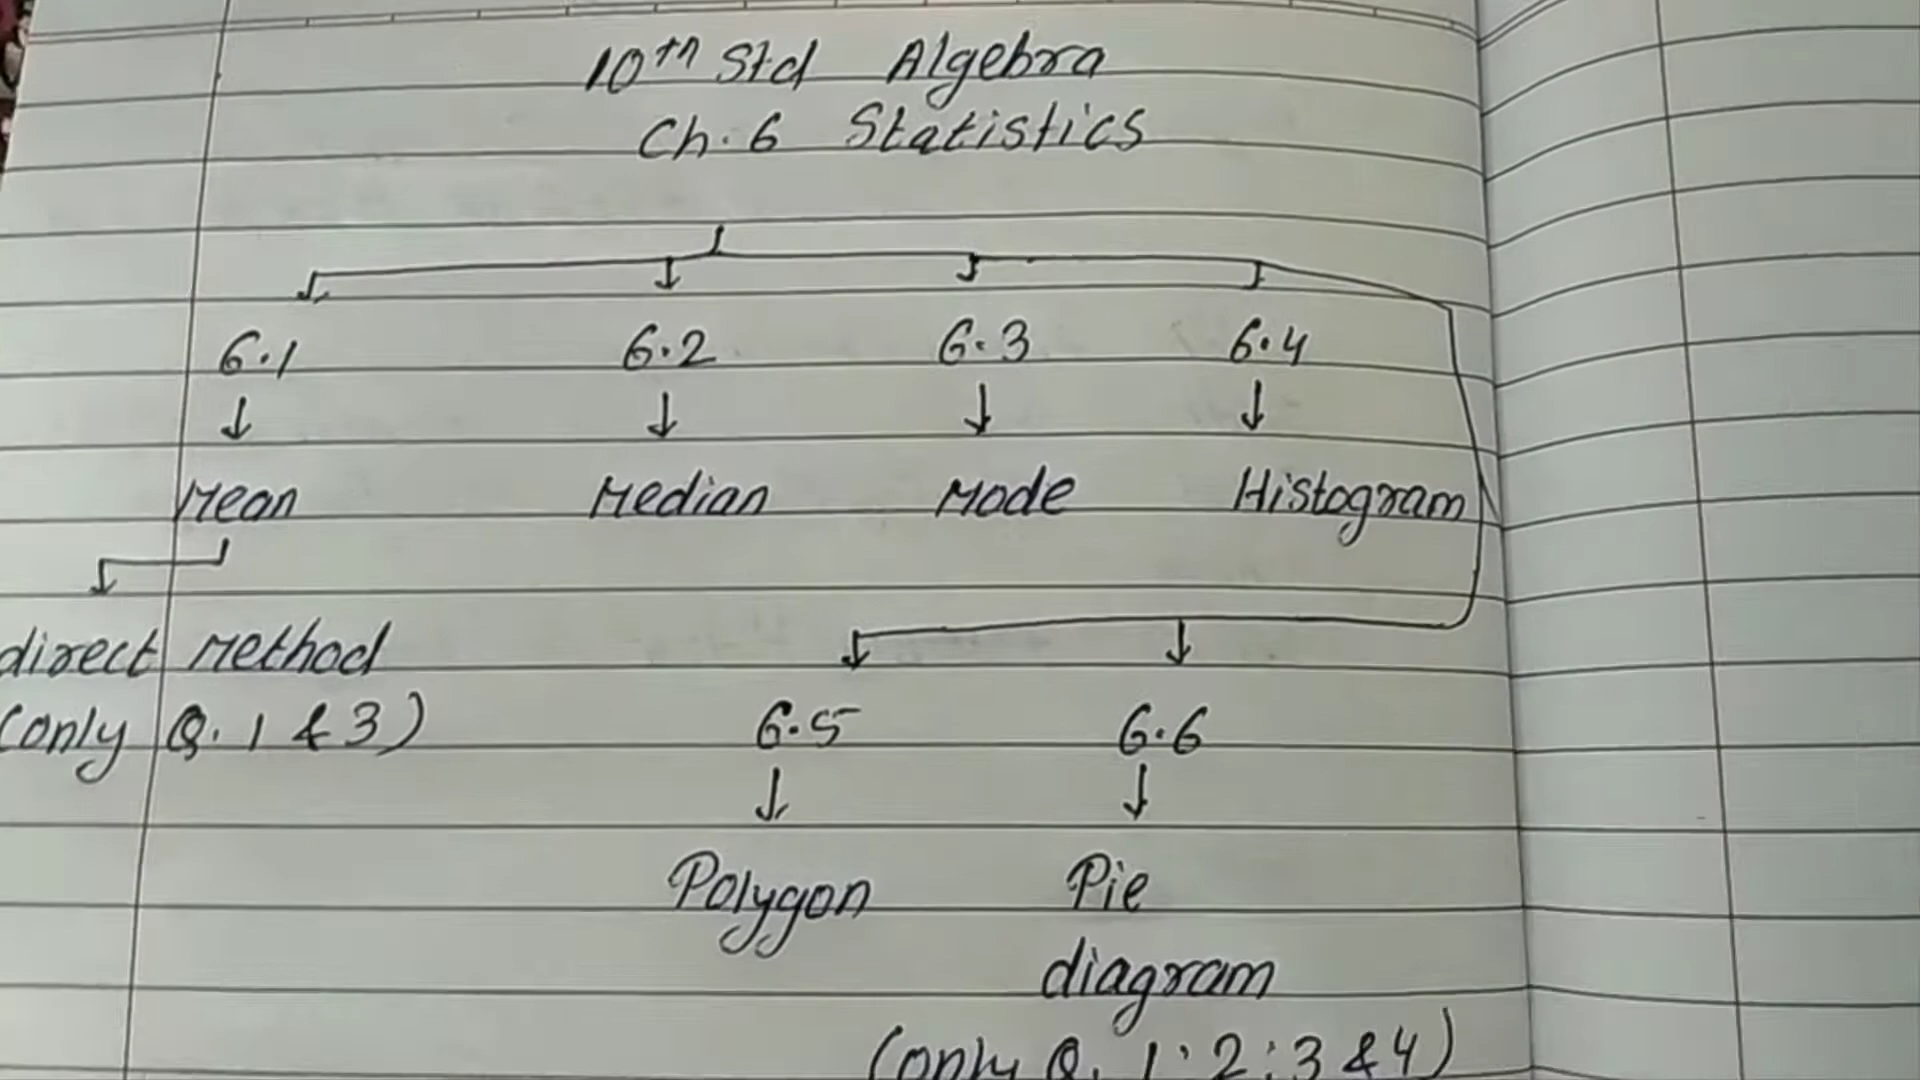 10th Std Algebra
Ch. 6 Statistics
6.1 6.2 6.3 6.4
Mean Median Mode Histogram
direct Method
(only Q. 1 & 3)
6.5 6.6
Polygon Pie
diagram
(only Q. 1, 2, 3 & 4)